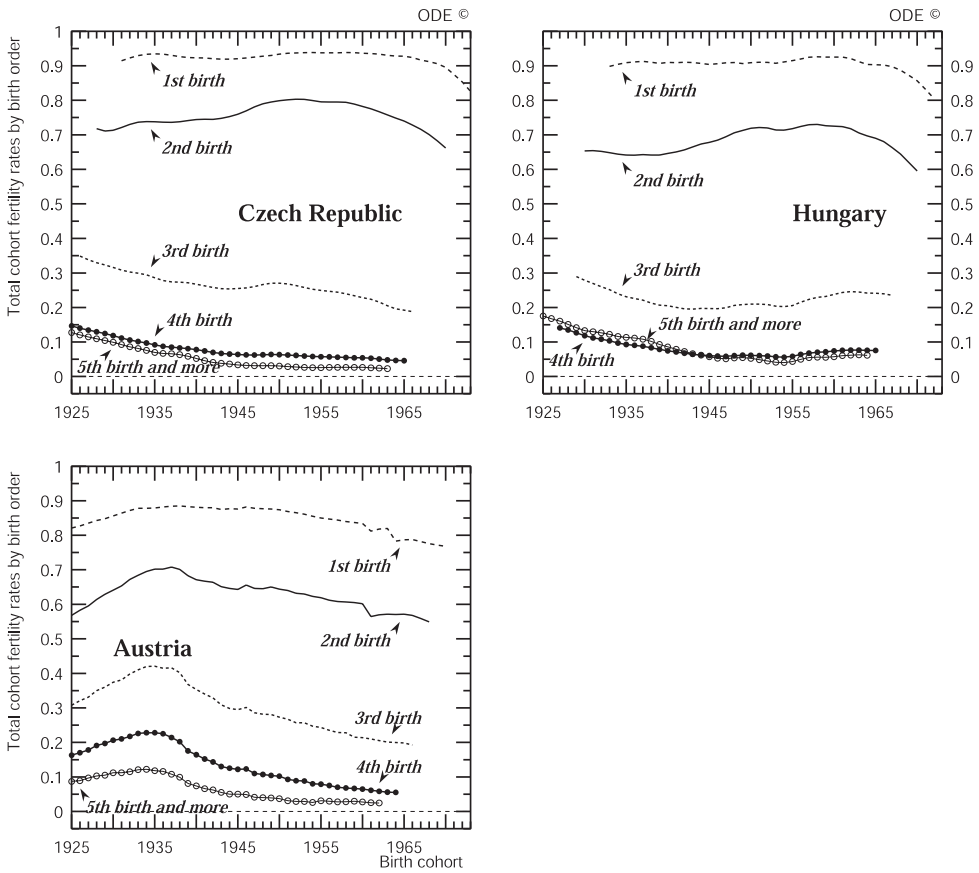 ODE ©
Total cohort fertility rates by birth order
1
0.9
0.8
0.7
0.6
0.5
0.4
0.3
0.2
0.1
0
1st birth
2nd birth
Czech Republic
3rd birth
4th birth
5th birth and more
1925 1935 1945 1955 1965
ODE ©
1st birth
2nd birth
Hungary
3rd birth
5th birth and more
4th birth
0.9
0.8
0.7
0.6
0.5
0.4
0.3
0.2
0.1
0
1925 1935 1945 1955 1965
Total cohort fertility rates by birth order
1
0.9
0.8
0.7
0.6
0.5
0.4
0.3
0.2
0.1
0
1st birth
2nd birth
Austria
3rd birth
4th birth
5th birth and more
1925 1935 1945 1955 1965
Birth cohort